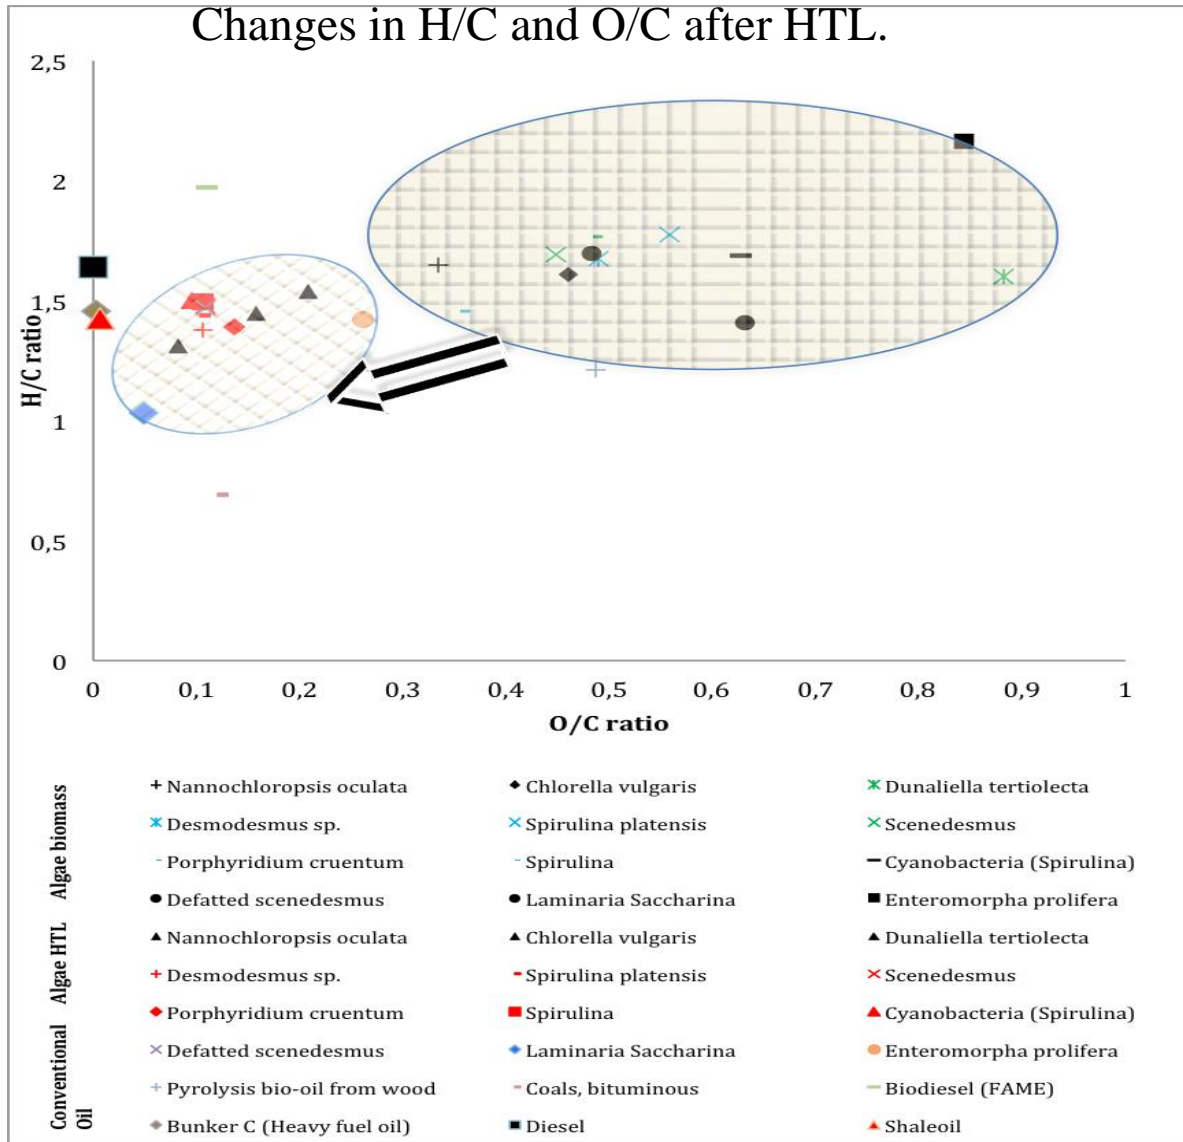 Changes in H/C and O/C after HTL.
2,5
2
1,5
1
0,5
0
H/C ratio
0 0,1 0,2 0,3 0,4 0,5 0,6 0,7 0,8 0,9 1
O/C ratio
Algae biomass
Nannochloropsis oculata Chlorella vulgaris Dunaliella tertiolecta
Desmodesmus sp. Spirulina platensis Scenedesmus
Porphyridium cruentum Spirulina Cyanobacteria (Spirulina)
Defatted scenedesmus Laminaria Saccharina Enteromorpha prolifera
Algae HTL
Nannochloropsis oculata Chlorella vulgaris Dunaliella tertiolecta
Desmodesmus sp. Spirulina platensis Scenedesmus
Porphyridium cruentum Spirulina Cyanobacteria (Spirulina)
Defatted scenedesmus Laminaria Saccharina Enteromorpha prolifera
Conventional
Oil
Pyrolysis bio-oil from wood Coals, bituminous Biodiesel (FAME)
Bunker C (Heavy fuel oil) Diesel Shaleoil